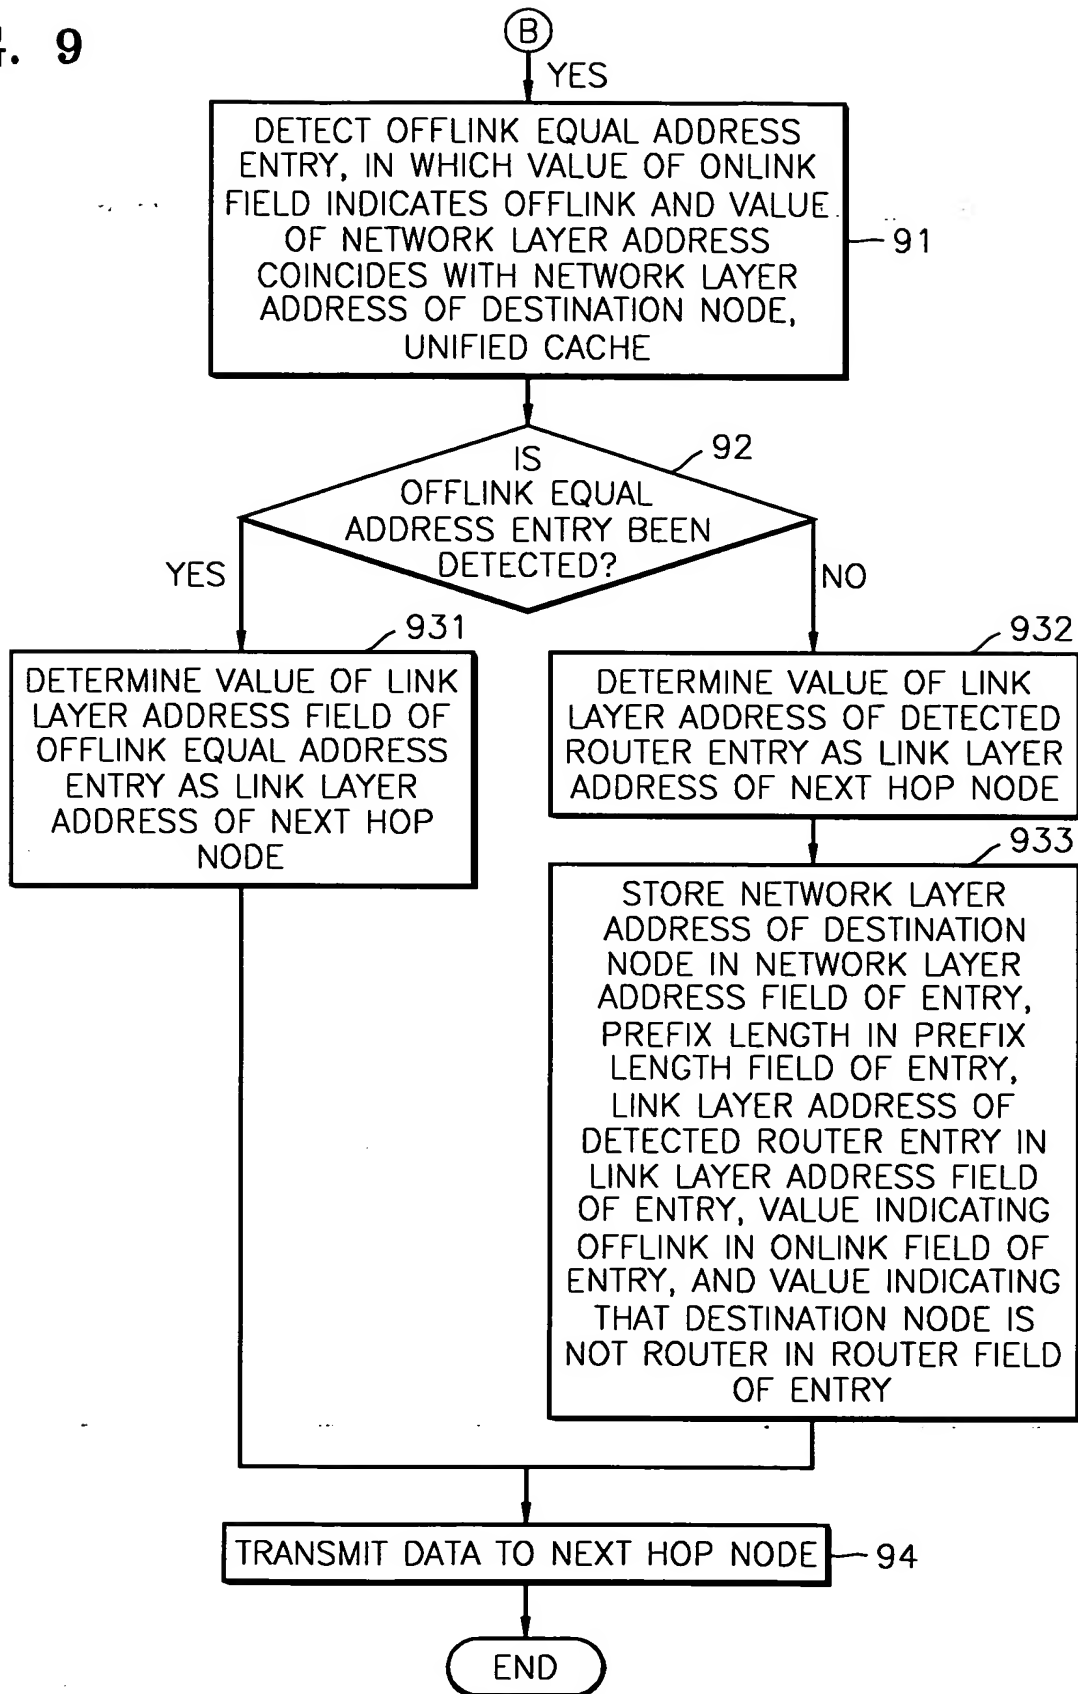 . 9
B
YES
DETECT OFFLINK EQUAL ADDRESS
ENTRY, IN WHICH VALUE OF ONLINK
FIELD INDICATES OFFLINK AND VALUE
OF NETWORK LAYER ADDRESS
COINCIDES WITH NETWORK LAYER
ADDRESS OF DESTINATION NODE,
UNIFIED CACHE
91
IS
OFFLINK EQUAL
ADDRESS ENTRY BEEN
DETECTED?
92
YES
NO
931
DETERMINE VALUE OF LINK
LAYER ADDRESS FIELD OF
OFFLINK EQUAL ADDRESS
ENTRY AS LINK LAYER
ADDRESS OF NEXT HOP
NODE
932
DETERMINE VALUE OF LINK
LAYER ADDRESS OF DETECTED
ROUTER ENTRY AS LINK LAYER
ADDRESS OF NEXT HOP NODE
933
STORE NETWORK LAYER
ADDRESS OF DESTINATION
NODE IN NETWORK LAYER
ADDRESS FIELD OF ENTRY,
PREFIX LENGTH IN PREFIX
LENGTH FIELD OF ENTRY,
LINK LAYER ADDRESS OF
DETECTED ROUTER ENTRY IN
LINK LAYER ADDRESS FIELD
OF ENTRY, VALUE INDICATING
OFFLINK IN ONLINK FIELD OF
ENTRY, AND VALUE INDICATING
THAT DESTINATION NODE IS
NOT ROUTER IN ROUTER FIELD
OF ENTRY
TRANSMIT DATA TO NEXT HOP NODE
94
END